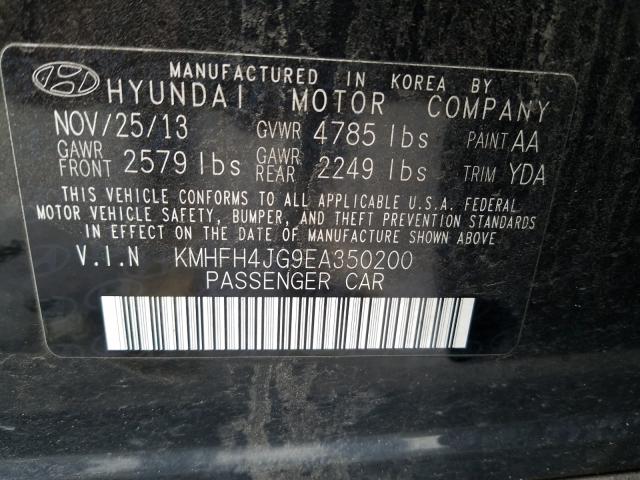 MANUFACTURED IN KOREA BY
HYUNDAI MOTOR COMPANY
NOV/25/13 GVWR 4785 lbs PAINT AA
GAWR FRONT 2579 lbs GAWR REAR 2249 lbs TRIM YDA
THIS VEHICLE CONFORMS TO ALL APPLICABLE U.S.A. FEDERAL
MOTOR VEHICLE SAFETY, BUMPER, AND THEFT PREVENTION STANDARDS
IN EFFECT ON THE DATE OF MANUFACTURE SHOWN ABOVE
V.I.N KMHFH4JG9EA350200
PASSENGER CAR